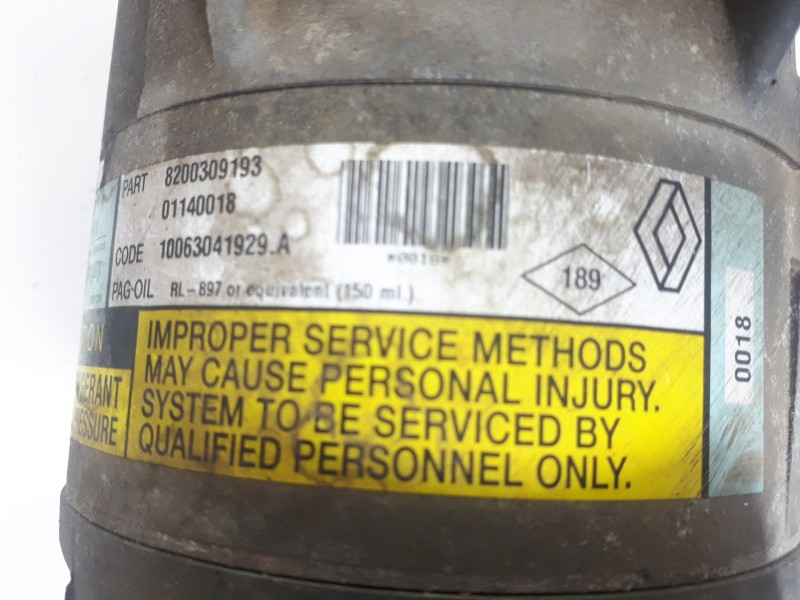 PART 8200309193
01140018
CODE 10063041929.A
PAG-OIL RL-897 or equivalent (150 ml)
*0018*
189
0018
IMPROPER SERVICE METHODS
MAY CAUSE PERSONAL INJURY.
SYSTEM TO BE SERVICED BY
QUALIFIED PERSONNEL ONLY.